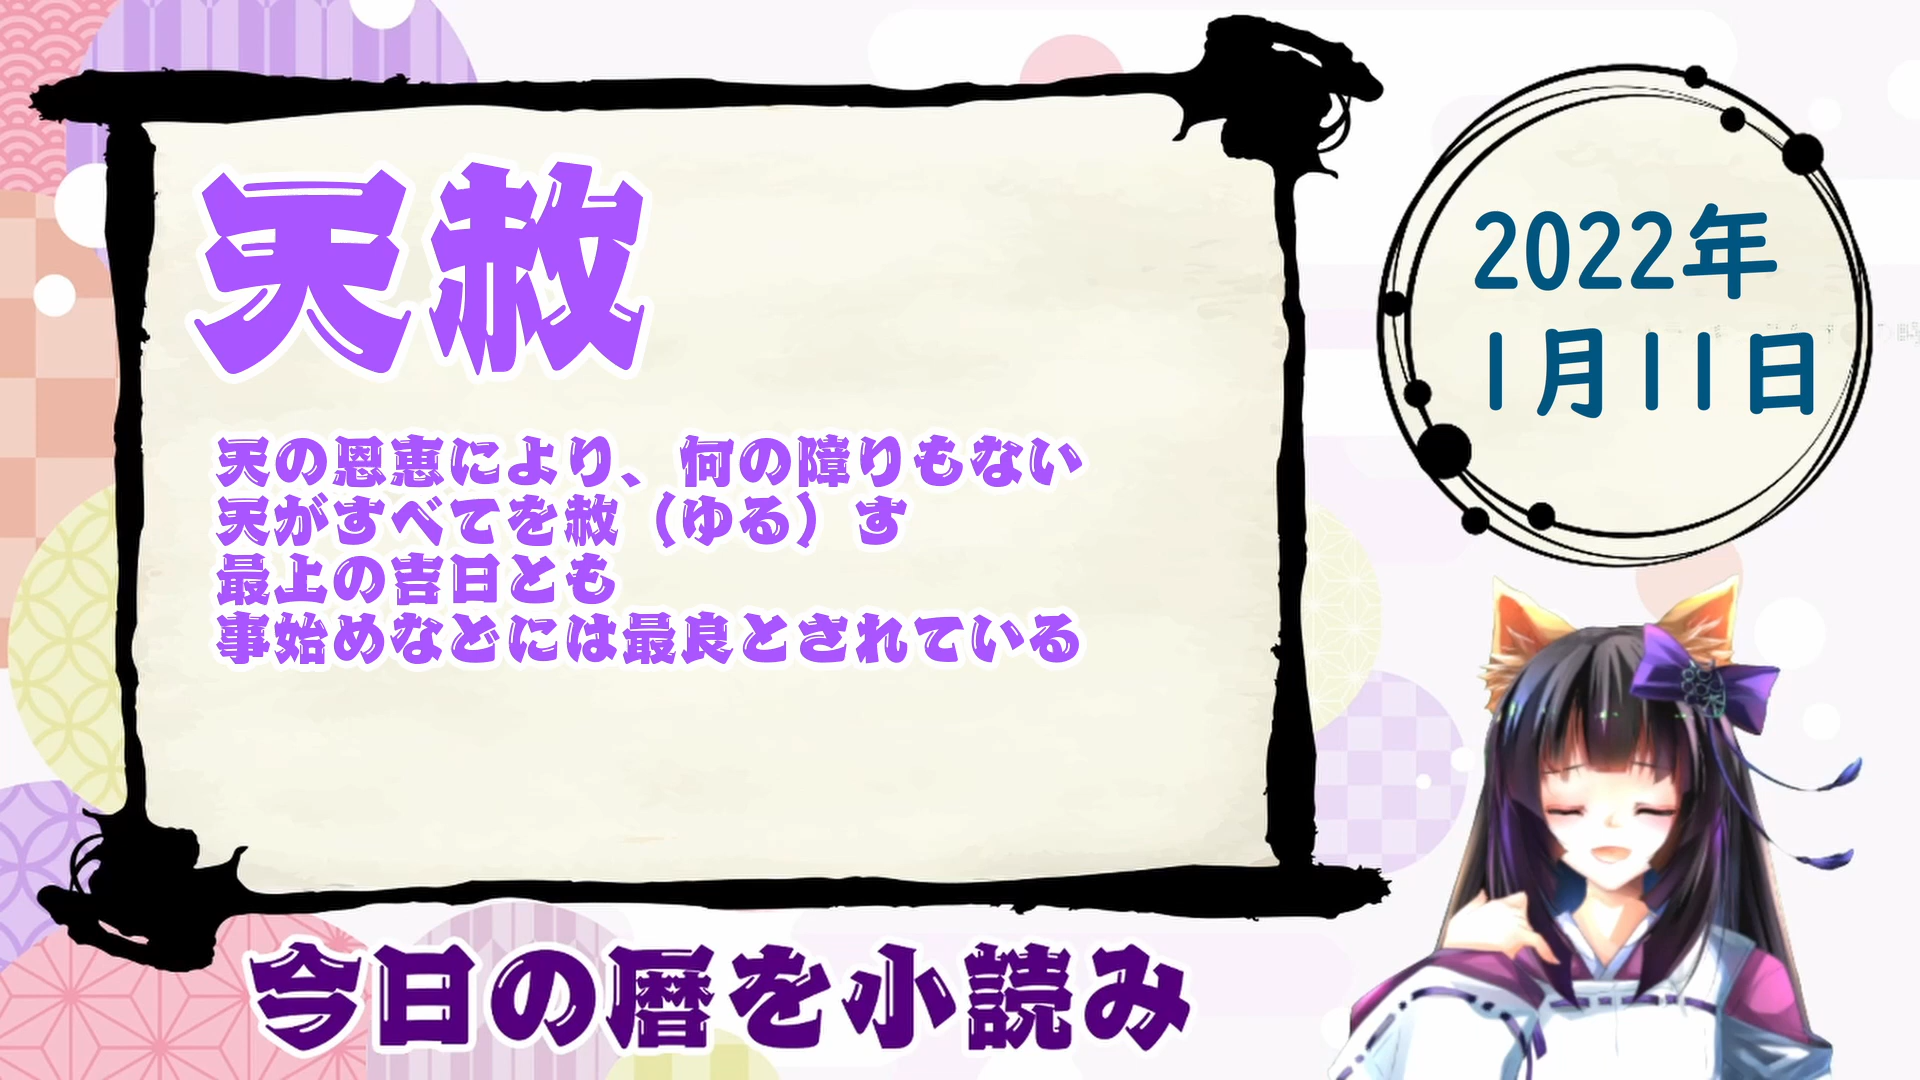 天赦
天の恩恵により、何の障りもない
天がすべてを赦（ゆる）す
最上の吉日とも
事始めなどには最良とされている
2022年
1月11日
今日の暦を小読み